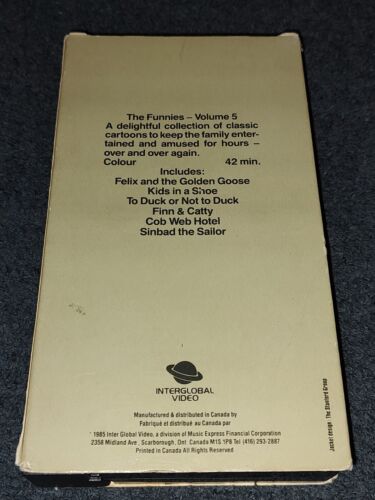 The Funnies – Volume 5
A delightful collection of classic
cartoons to keep the family enter-
tained and amused for hours –
over and over again.
Colour 42 min.
Includes:
Felix and the Golden Goose
Kids in a Shoe
To Duck or Not to Duck
Finn & Catty
Cob Web Hotel
Sinbad the Sailor
INTERGLOBAL
VIDEO
Manufactured & distributed in Canada by
Fabriqué et distribué au Canada par
1985 Inter Global Video, a division of Music Express Financial Corporation
2358 Midland Ave., Scarborough, Ont. Canada M1S 1P8 Tel (416) 293-2887
Printed in Canada All Rights Reserved
Jacket design: The Stanford Group